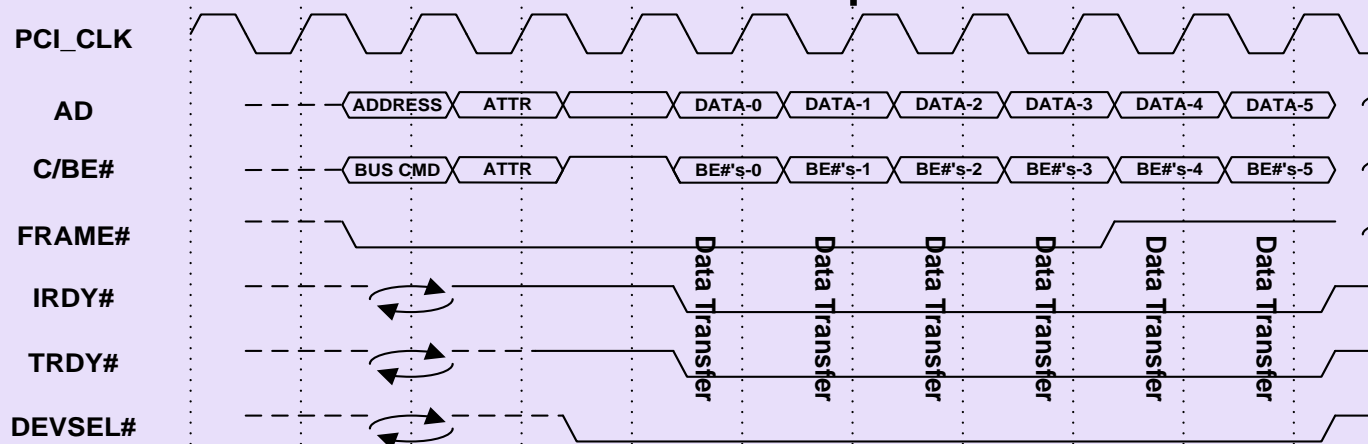 PCI_CLK
AD
ADDRESS ATTR DATA-0 DATA-1 DATA-2 DATA-3 DATA-4 DATA-5
C/BE#
BUS CMD ATTR BE#'s-0 BE#'s-1 BE#'s-2 BE#'s-3 BE#'s-4 BE#'s-5
FRAME#
IRDY#
TRDY#
DEVSEL#
Data Transfer
Data Transfer
Data Transfer
Data Transfer
Data Transfer
Data Transfer